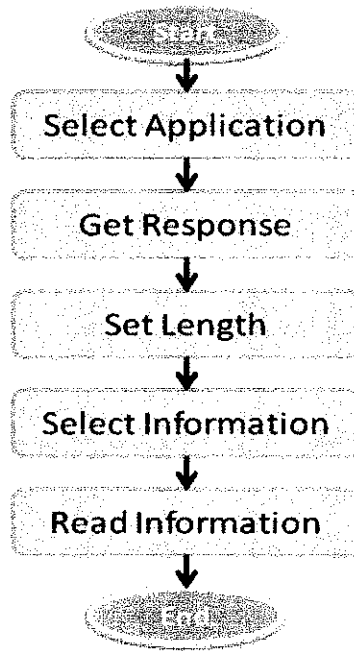 Start
Select Application
Get Response
Set Length
Select Information
Read Information
End